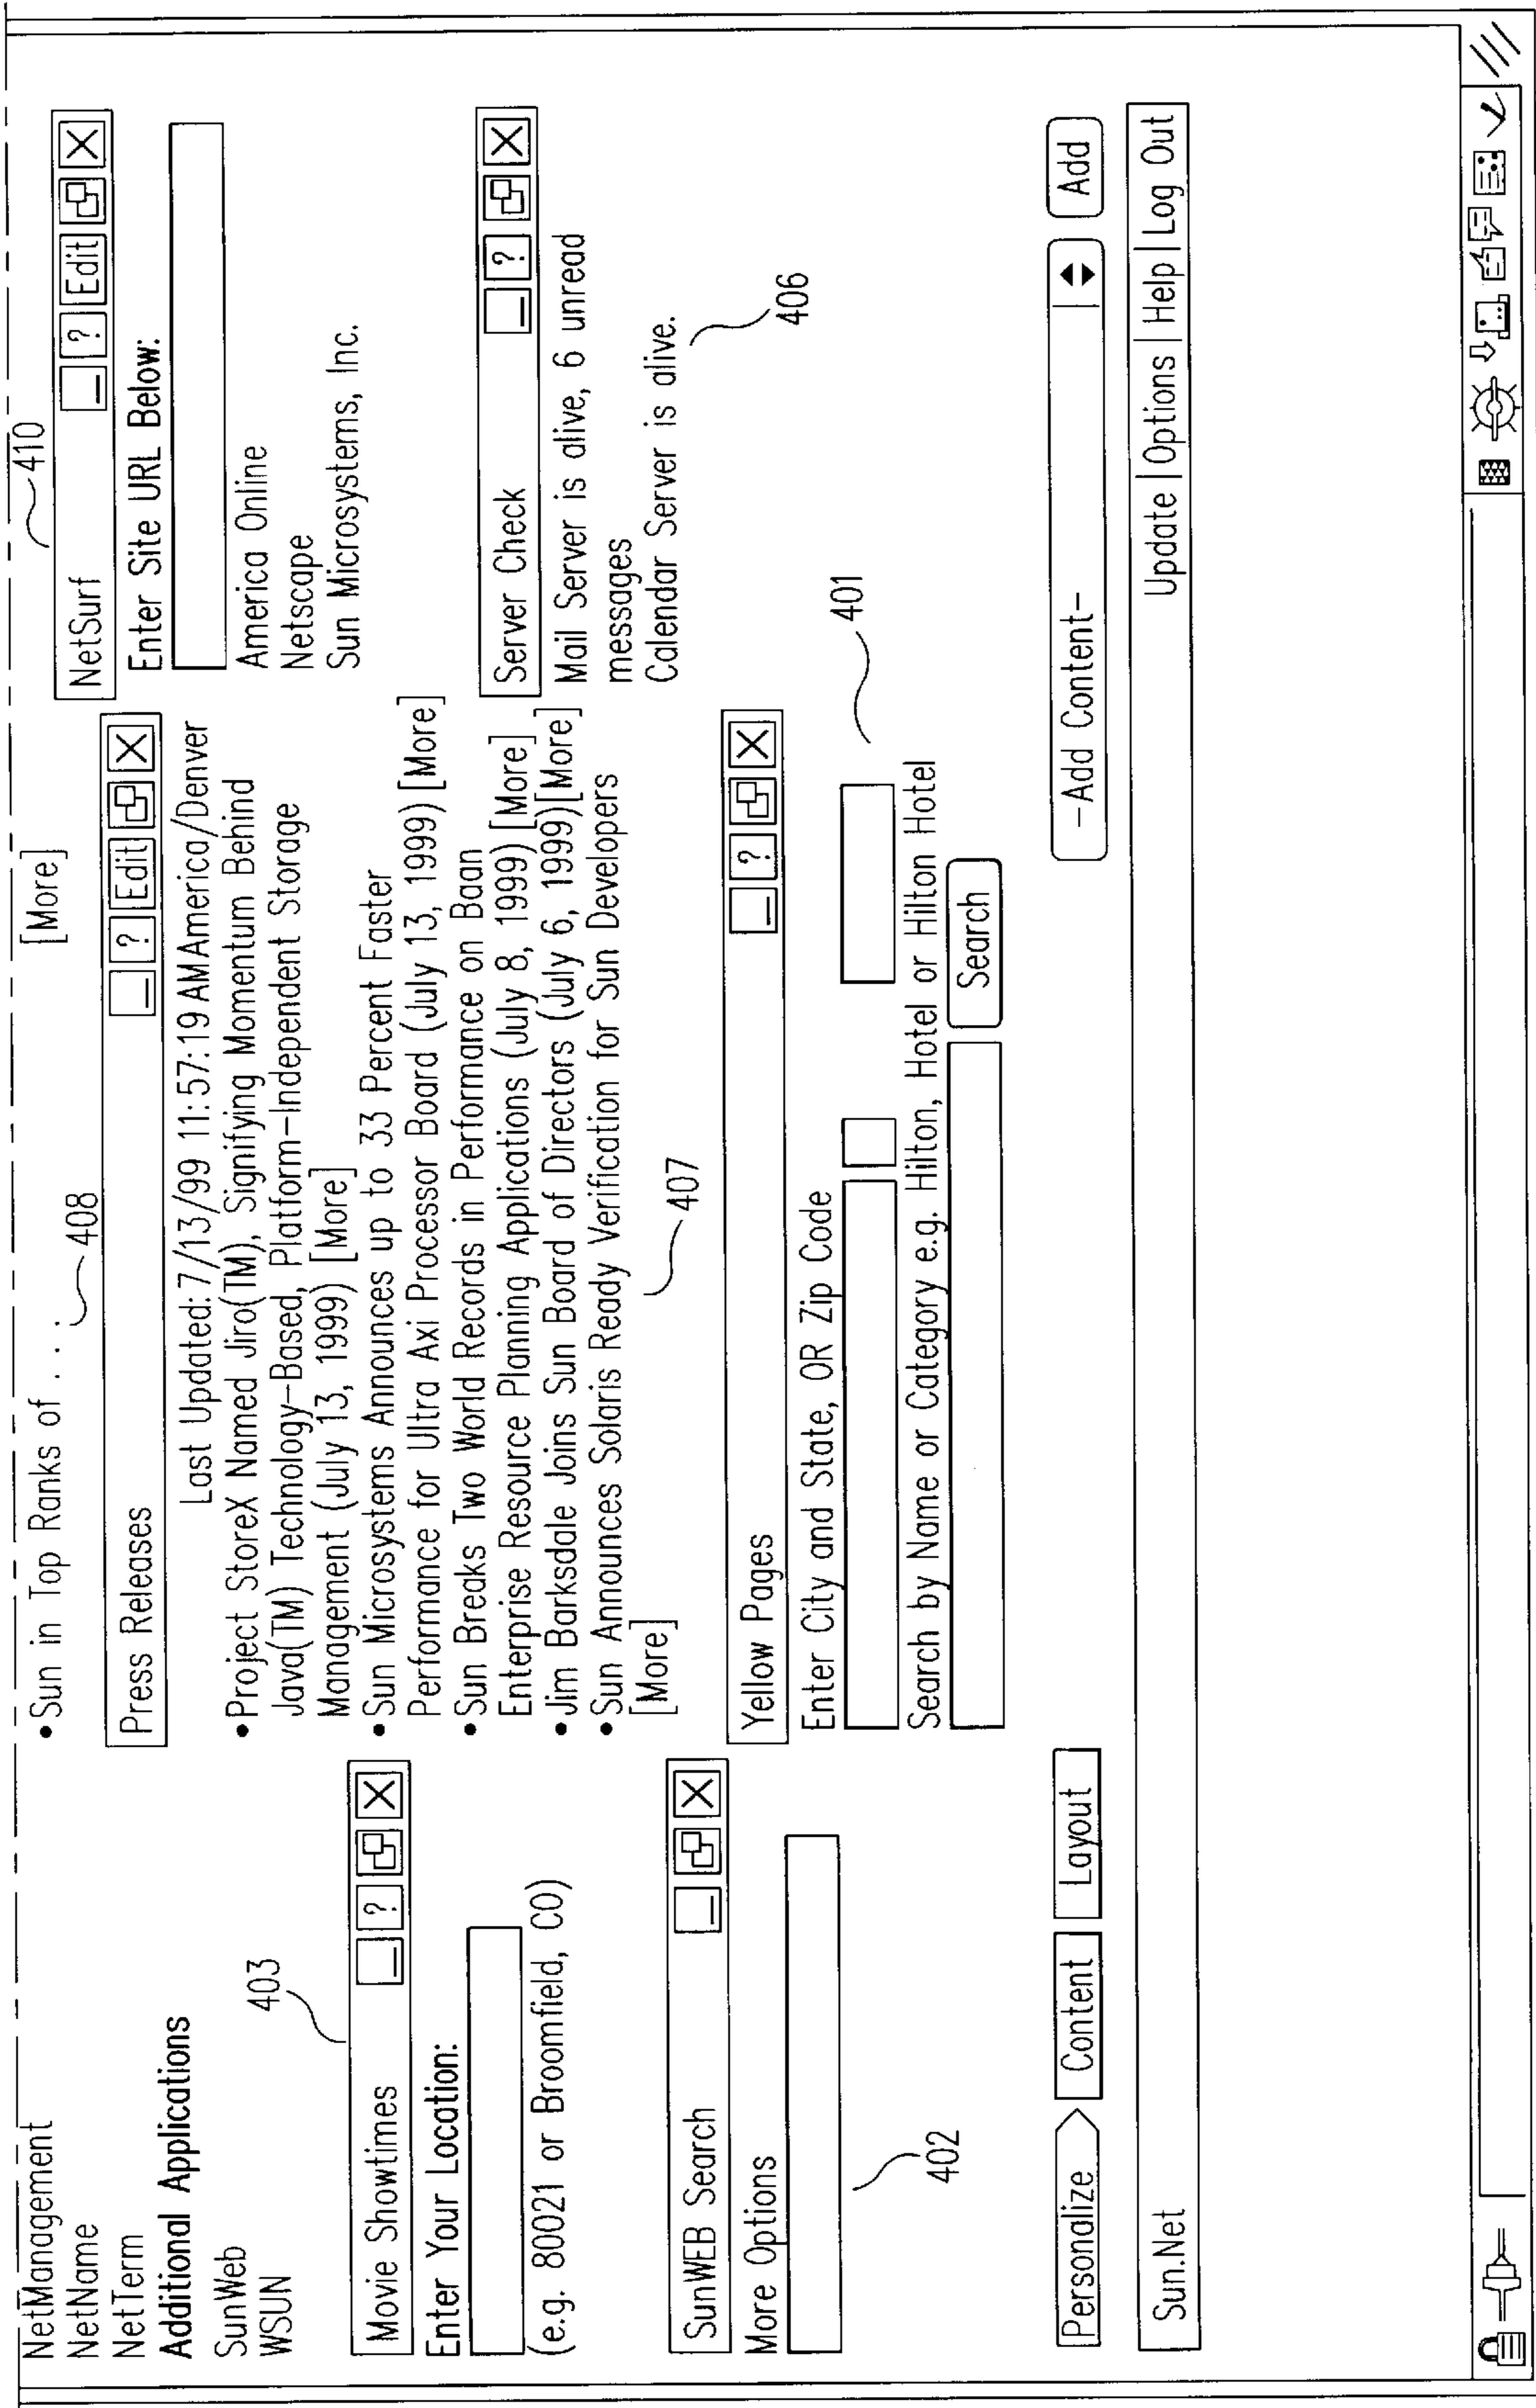 NetManagement
NetName
NetTerm
Additional Applications
SunWeb
WSUN
403
Movie Showtimes _ ? X
Enter Your Location:
(e.g. 80021 or Broomfield, CO)
SunWEB Search _ X
More Options
402
• Sun in Top Ranks of . . .
[More]
408
Press Releases _ ? Edit X
Last Updated: 7/13/99 11:57:19 AM America/Denver
• Project StoreX Named Jiro(TM), Signifying Momentum Behind
Java(TM) Technology-Based, Platform-Independent Storage
Management (July 13, 1999) [More]
• Sun Microsystems Announces up to 33 Percent Faster
Performance for Ultra Axi Processor Board (July 13, 1999) [More]
• Sun Breaks Two World Records in Performance on Baan
Enterprise Resource Planning Applications (July 8, 1999) [More]
• Jim Barksdale Joins Sun Board of Directors (July 6, 1999)[More]
• Sun Announces Solaris Ready Verification for Sun Developers
[More]
407
Yellow Pages _ ? X
Enter City and State, OR Zip Code
401
Search by Name or Category e.g. Hilton, Hotel or Hilton Hotel
Search
410
NetSurf _ ? Edit X
Enter Site URL Below:
America Online
Netscape
Sun Microsystems, Inc.
Server Check _ ? X
Mail Server is alive, 6 unread
messages
Calendar Server is alive.
406
Personalize Content Layout -Add Content- Add
Sun.Net Update | Options | Help | Log Out